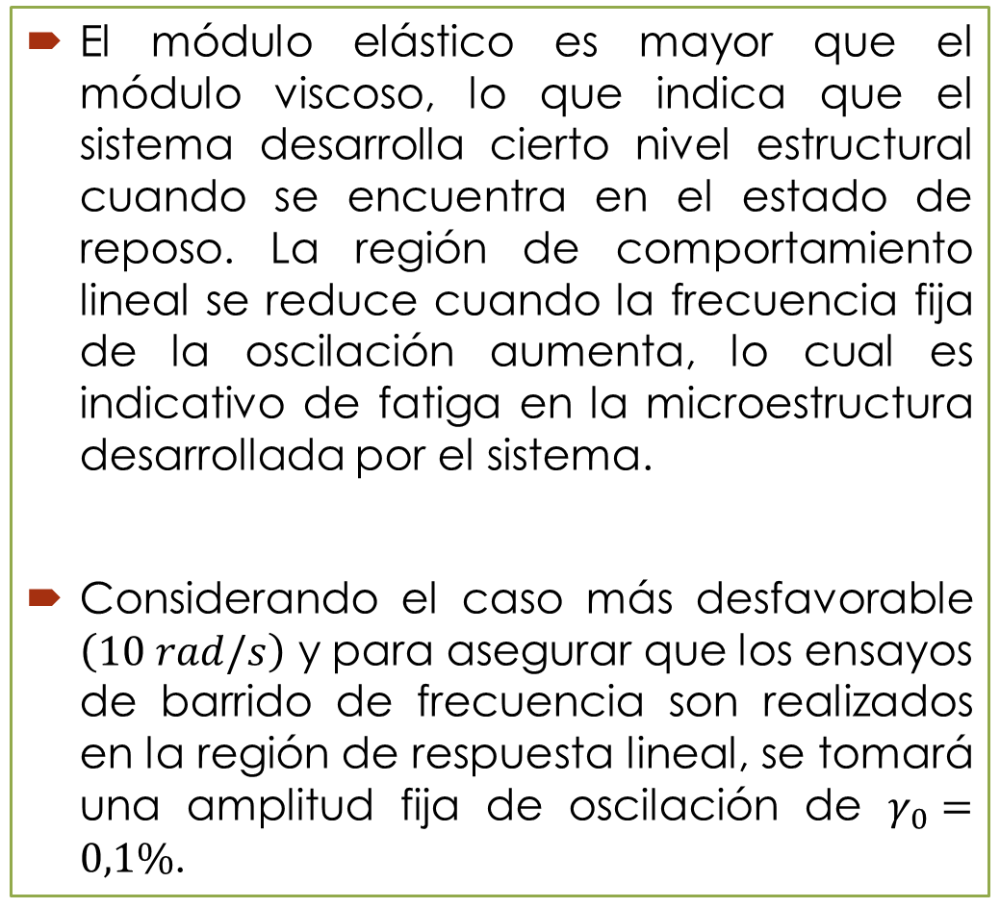 El módulo elástico es mayor que el
módulo viscoso, lo que indica que el
sistema desarrolla cierto nivel estructural
cuando se encuentra en el estado de
reposo. La región de comportamiento
lineal se reduce cuando la frecuencia fija
de la oscilación aumenta, lo cual es
indicativo de fatiga en la microestructura
desarrollada por el sistema.
Considerando el caso más desfavorable
(10 rad/s) y para asegurar que los ensayos
de barrido de frecuencia son realizados
en la región de respuesta lineal, se tomará
una amplitud fija de oscilación de γ₀ =
0,1%.